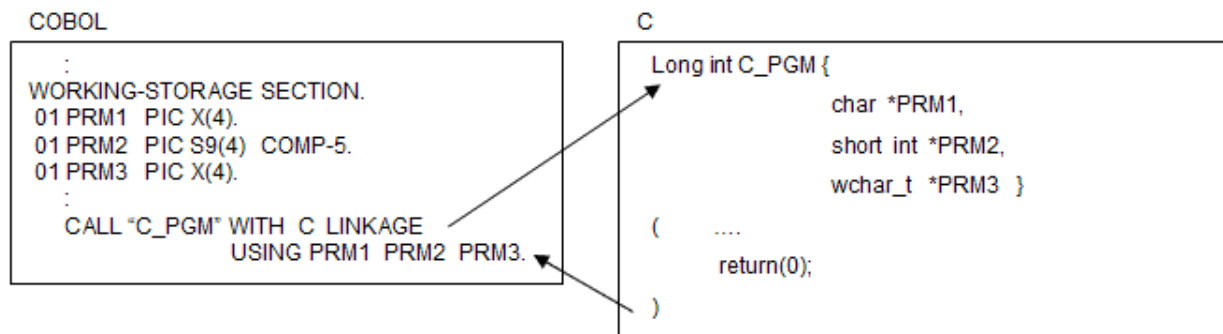 COBOL
:
WORKING-STORAGE SECTION.
01 PRM1 PIC X(4).
01 PRM2 PIC S9(4) COMP-5.
01 PRM3 PIC X(4).
:
CALL “C_PGM” WITH C LINKAGE
USING PRM1 PRM2 PRM3.
C
Long int C_PGM {
char *PRM1,
short int *PRM2,
wchar_t *PRM3 }
( ....
return(0);
)